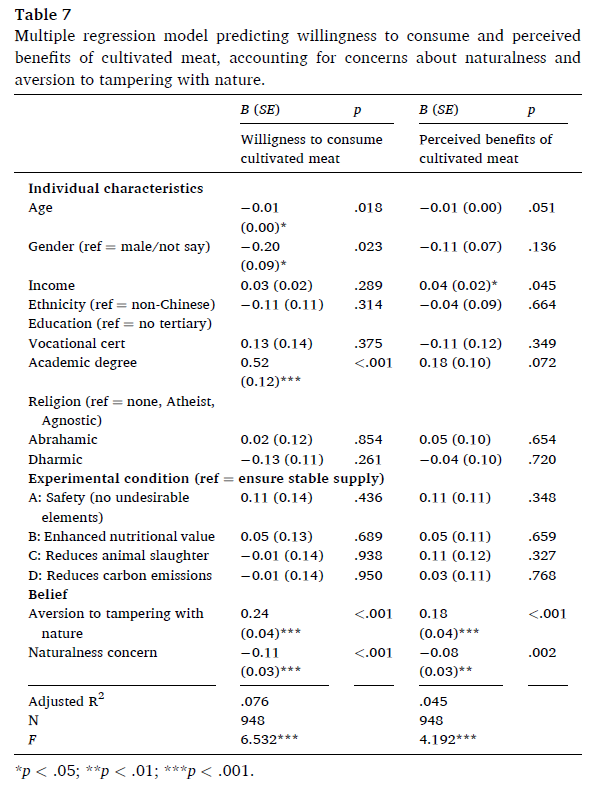 Table 7
Multiple regression model predicting willingness to consume and perceived
benefits of cultivated meat, accounting for concerns about naturalness and
aversion to tampering with nature.
B (SE) p B (SE) p
Willigness to consume Perceived benefits of
cultivated meat cultivated meat
Individual characteristics
Age −0.01 .018 −0.01 (0.00) .051
(0.00)*
Gender (ref = male/not say) −0.20 .023 −0.11 (0.07) .136
(0.09)*
Income 0.03 (0.02) .289 0.04 (0.02)* .045
Ethnicity (ref = non-Chinese) −0.11 (0.11) .314 −0.04 (0.09) .664
Education (ref = no tertiary)
Vocational cert 0.13 (0.14) .375 −0.11 (0.12) .349
Academic degree 0.52 <.001 0.18 (0.10) .072
(0.12)***
Religion (ref = none, Atheist,
Agnostic)
Abrahamic 0.02 (0.12) .854 0.05 (0.10) .654
Dharmic −0.13 (0.11) .261 −0.04 (0.10) .720
Experimental condition (ref = ensure stable supply)
A: Safety (no undesirable 0.11 (0.14) .436 0.11 (0.11) .348
elements)
B: Enhanced nutritional value 0.05 (0.13) .689 0.05 (0.11) .659
C: Reduces animal slaughter −0.01 (0.14) .938 0.11 (0.12) .327
D: Reduces carbon emissions −0.01 (0.14) .950 0.03 (0.11) .768
Belief
Aversion to tampering with 0.24 <.001 0.18 <.001
nature (0.04)*** (0.04)***
Naturalness concern −0.11 <.001 −0.08 .002
(0.03)*** (0.03)**
Adjusted R² .076 .045
N 948 948
F 6.532*** 4.192***
*p < .05; **p < .01; ***p < .001.